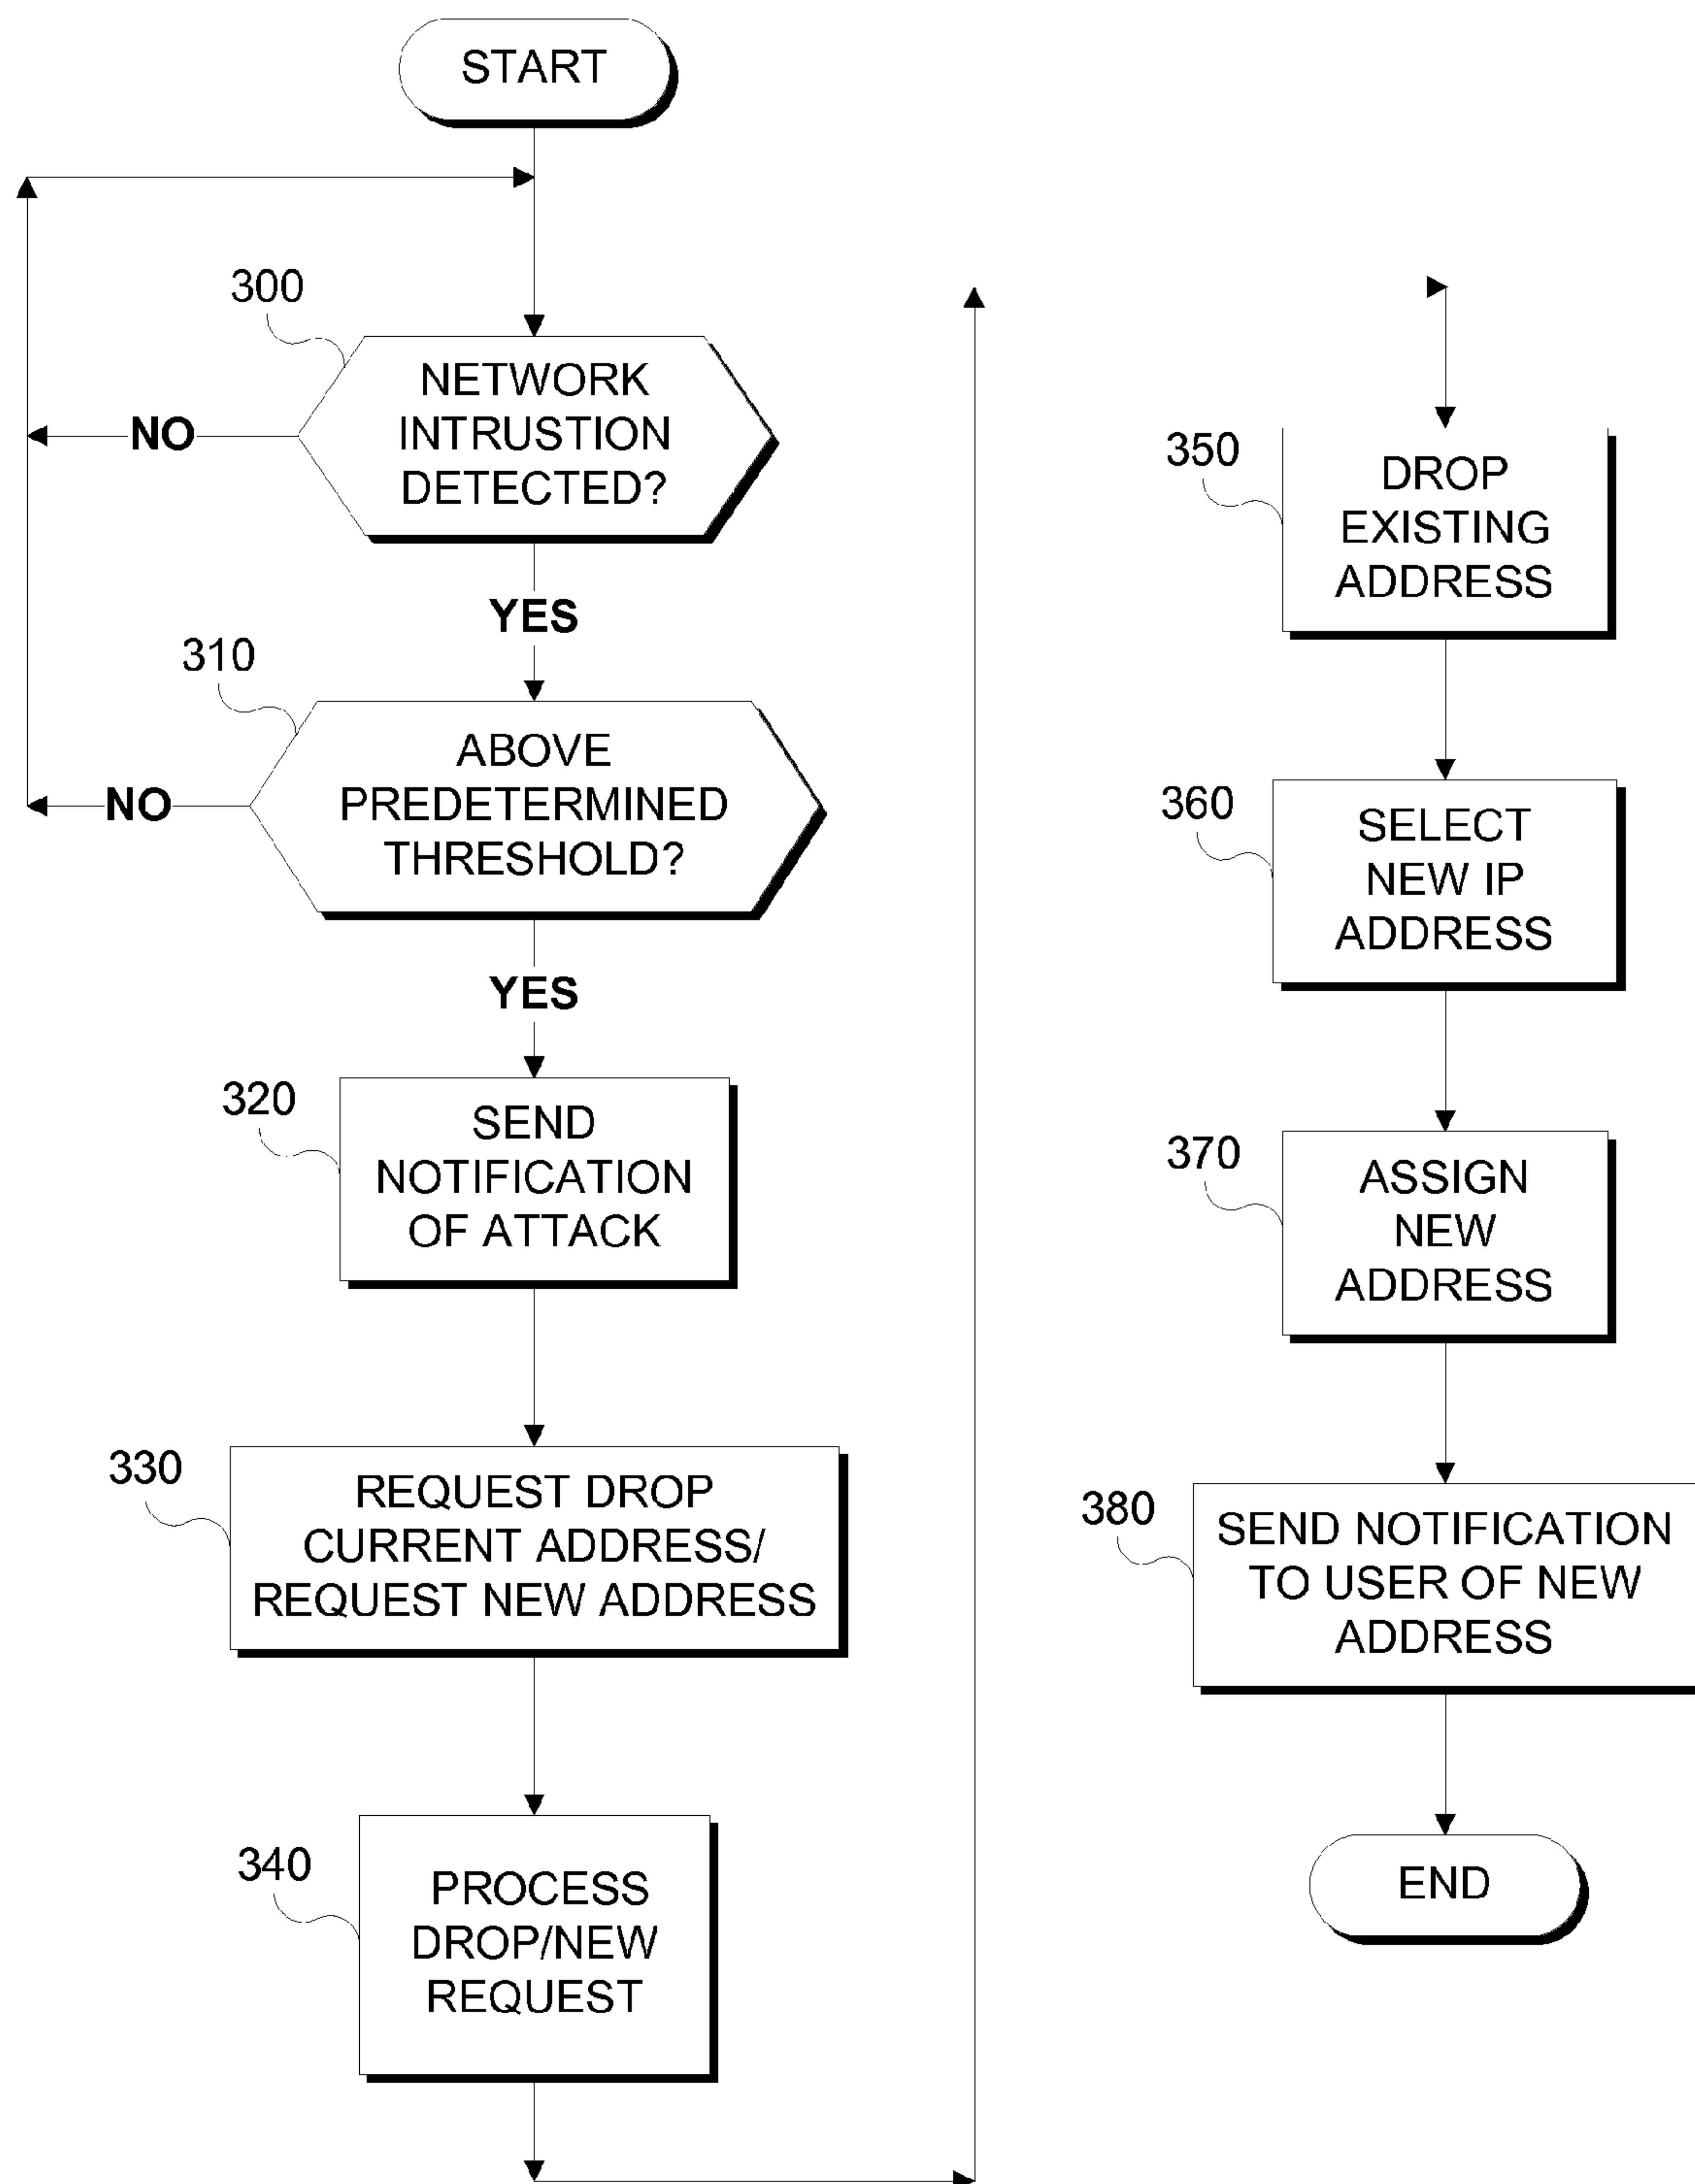 START
300
NETWORK
INTRUSTION
DETECTED?
NO
YES
310
ABOVE
PREDETERMINED
THRESHOLD?
NO
YES
320
SEND
NOTIFICATION
OF ATTACK
330
REQUEST DROP
CURRENT ADDRESS/
REQUEST NEW ADDRESS
340
PROCESS
DROP/NEW
REQUEST
350
DROP
EXISTING
ADDRESS
360
SELECT
NEW IP
ADDRESS
370
ASSIGN
NEW
ADDRESS
380
SEND NOTIFICATION
TO USER OF NEW
ADDRESS
END